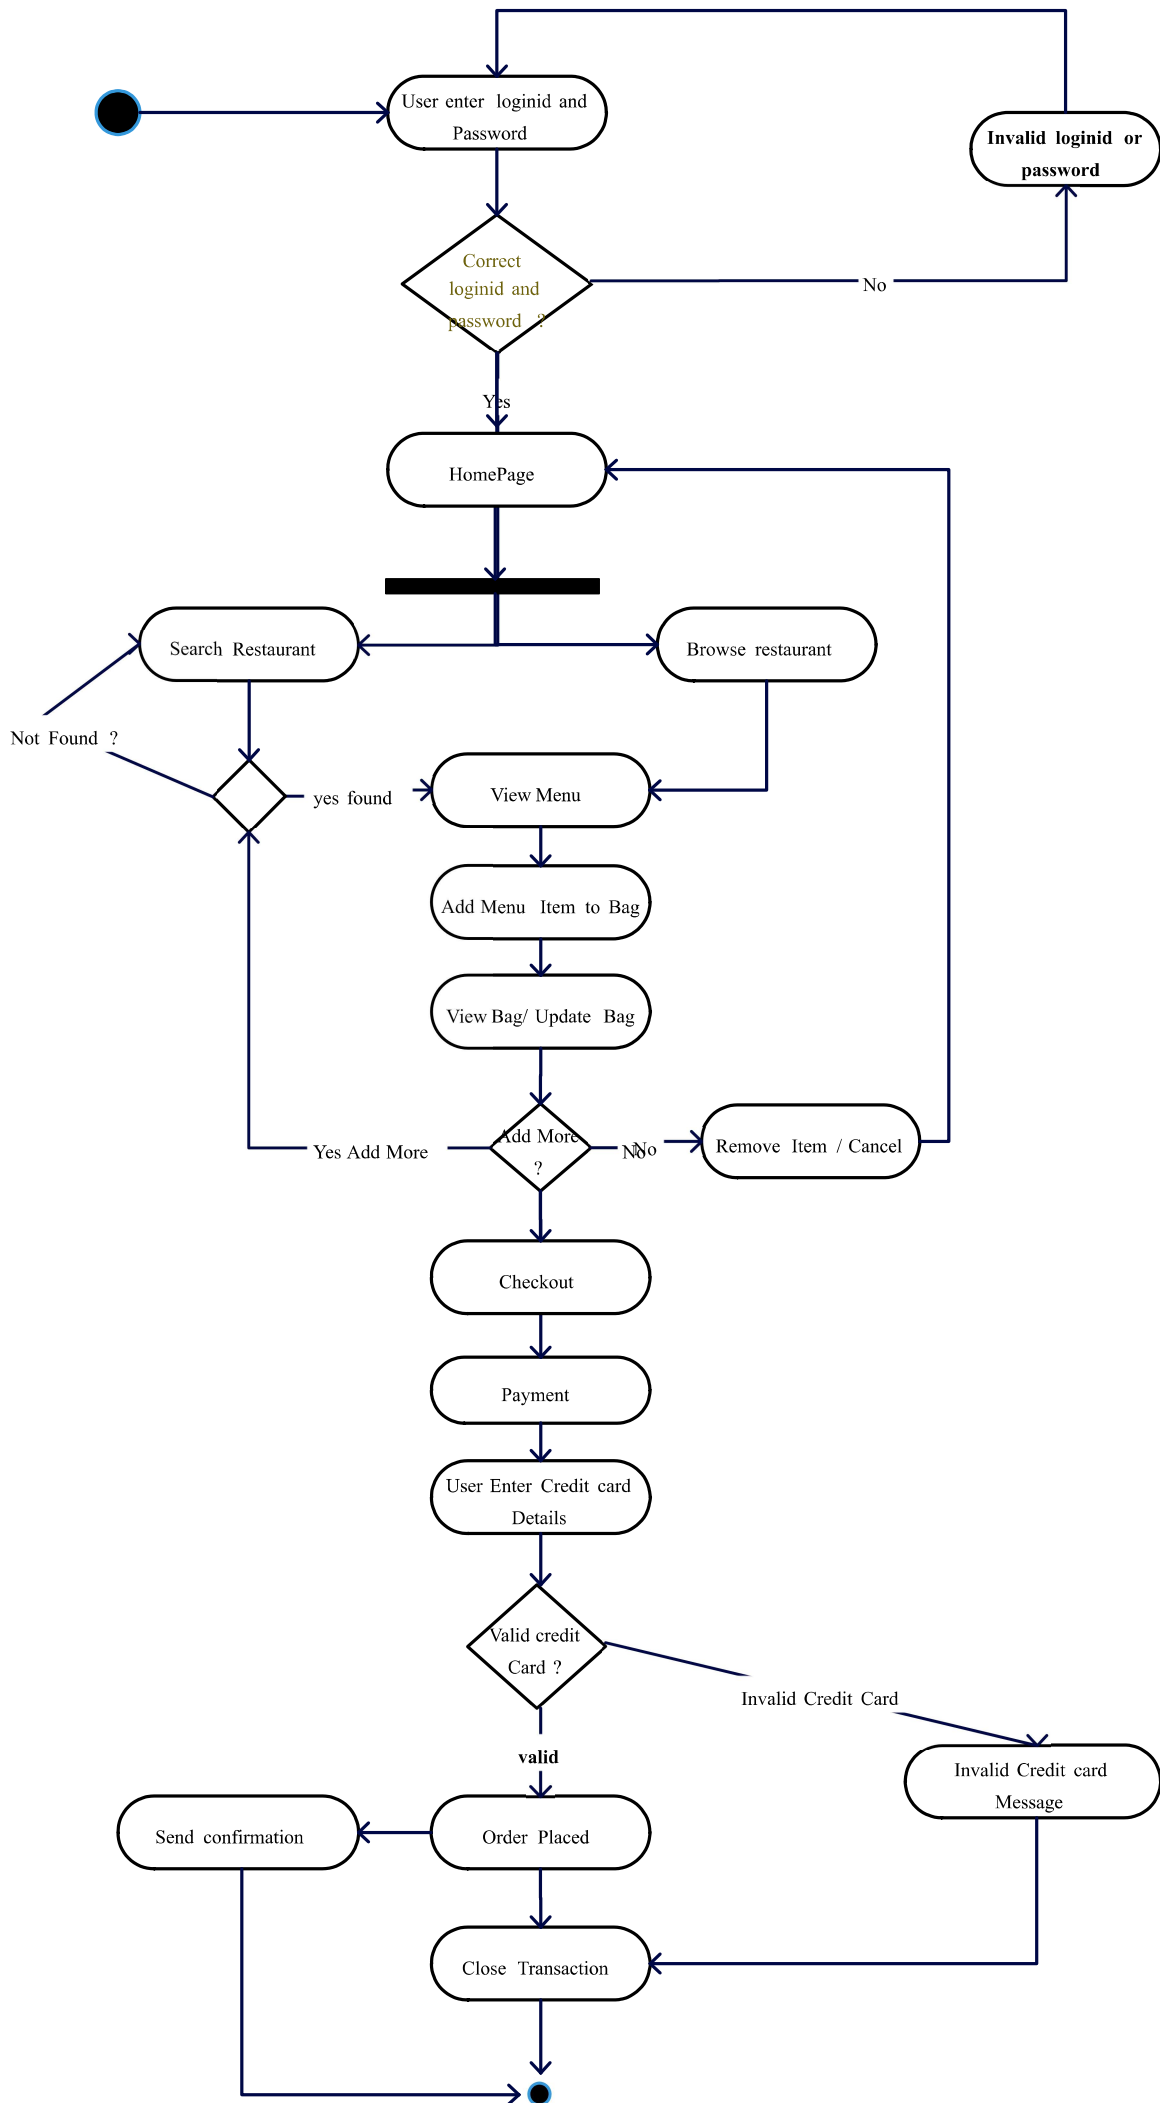 User enter loginid and
Password
Invalid loginid or
password
Correct
loginid and
password ?
No
Yes
HomePage
Search Restaurant
Browse restaurant
Not Found ?
yes found
View Menu
Add Menu Item to Bag
View Bag/ Update Bag
Add More
?
Yes Add More
No
No
Remove Item / Cancel
Checkout
Payment
User Enter Credit card
Details
Valid credit
Card ?
Invalid Credit Card
valid
Invalid Credit card
Message
Send confirmation
Order Placed
Close Transaction